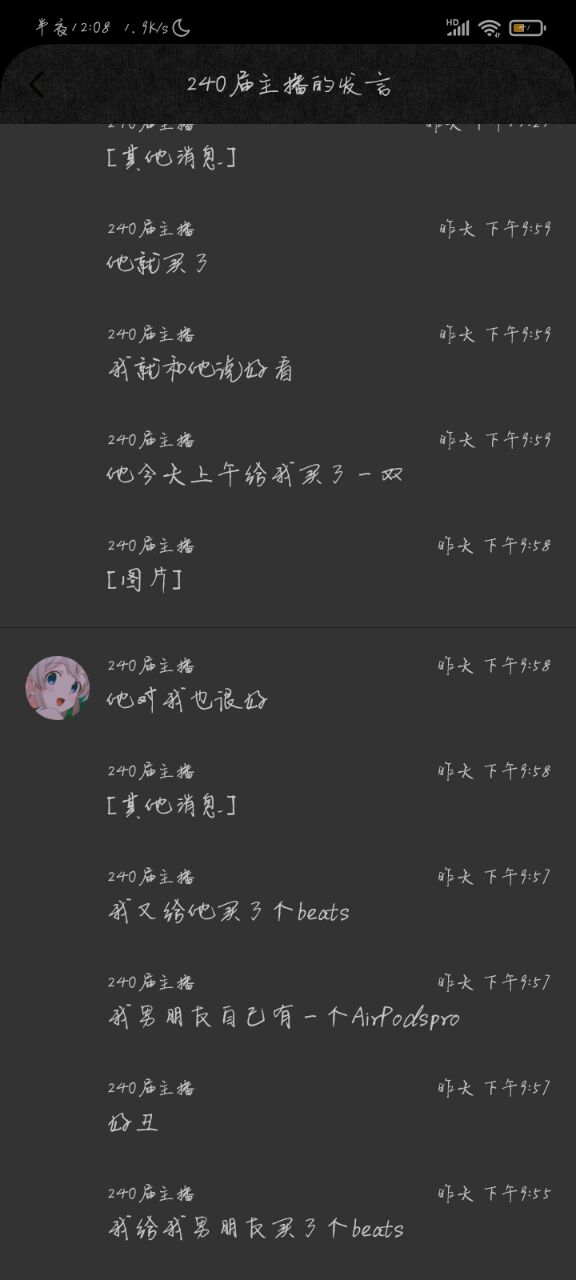 半夜12:08 1.9K/s
HD
240届主播的发言
[其他消息]
240届主播 昨天 下午9:59
他就买了
240届主播 昨天 下午9:59
我就和他说好看
240届主播 昨天 下午9:59
他今天上午给我买了一双
240届主播 昨天 下午9:58
[图片]
240届主播 昨天 下午9:58
他对我也很好
240届主播 昨天 下午9:58
[其他消息]
240届主播 昨天 下午9:57
我又给他买了个beats
240届主播 昨天 下午9:57
我男朋友自己有一个AirPodspro
240届主播 昨天 下午9:57
好丑
240届主播 昨天 下午9:55
我给我男朋友买了个beats